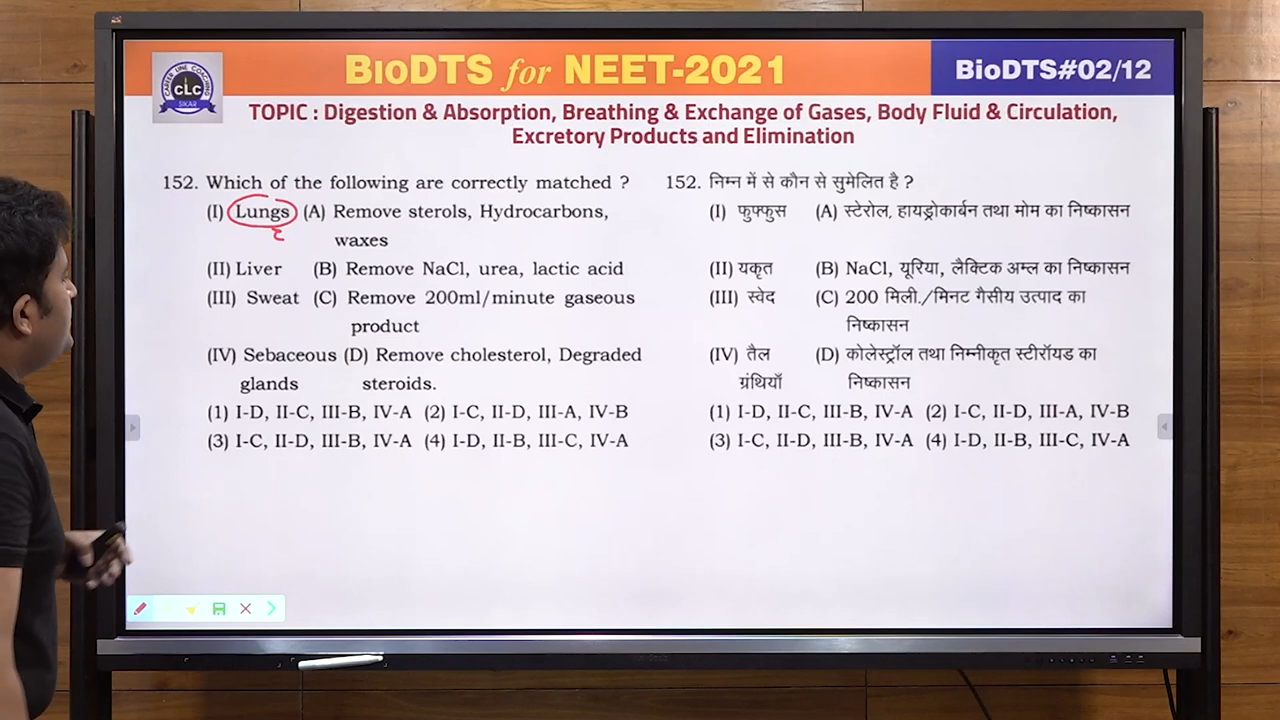 BIODTS for NEET-2021
BIODTS#02/12
CAREER LINE COACHING
CLC
SIKAR
TOPIC : Digestion & Absorption, Breathing & Exchange of Gases, Body Fluid & Circulation,
Excretory Products and Elimination
152. Which of the following are correctly matched ?
(I) Lungs (A) Remove sterols, Hydrocarbons,
waxes
(II) Liver (B) Remove NaCl, urea, lactic acid
(III) Sweat (C) Remove 200ml/minute gaseous
product
(IV) Sebaceous (D) Remove cholesterol, Degraded
glands steroids.
(1) I-D, II-C, III-B, IV-A (2) I-C, II-D, III-A, IV-B
(3) I-C, II-D, III-B, IV-A (4) I-D, II-B, III-C, IV-A
152. निम्न में से कौन से सुमेलित है ?
(I) फुफ्फुस (A) स्टेरोल, हायड्रोकार्बन तथा मोम का निष्कासन
(II) यकृत (B) NaCl, यूरिया, लैक्टिक अम्ल का निष्कासन
(III) स्वेद (C) 200 मिली./मिनट गैसीय उत्पाद का
निष्कासन
(IV) तैल (D) कोलेस्ट्रॉल तथा निम्नीकृत स्टीरॉयड का
ग्रंथियाँ निष्कासन
(1) I-D, II-C, III-B, IV-A (2) I-C, II-D, III-A, IV-B
(3) I-C, II-D, III-B, IV-A (4) I-D, II-B, III-C, IV-A